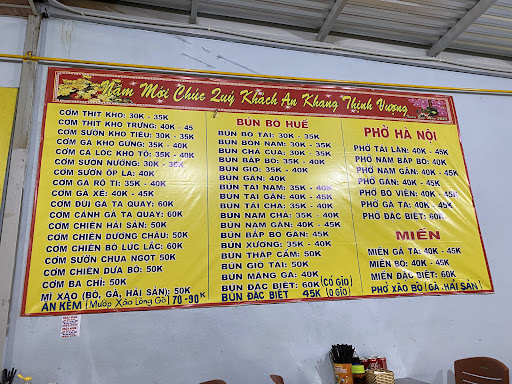 Năm Mới Chúc Quý Khách An Khang Thịnh Vượng
CƠM THỊT KHO: 30K - 35K
CƠM THỊT KHO TRỨNG: 40K - 45
CƠM SƯỜN KHO TIÊU: 30K - 35K
CƠM GÀ KHO GỪNG: 35K - 40K
CƠM CÁ LÓC KHO TỘ: 35K - 40K
CƠM SƯỜN NƯỚNG: 30K - 35K
CƠM SƯỜN ỐP LA: 40K
CƠM GÀ RÔ TI: 35K - 40K
CƠM GÀ XÉ: 40K - 45K
CƠM ĐÙI GÀ TA QUAY: 60K
CƠM CÁNH GÀ TA QUAY: 60K
CƠM CHIÊN HẢI SẢN: 50K
CƠM CHIÊN DƯƠNG CHÂU: 50K
CƠM CHIÊN BÒ LÚC LẮC: 60K
CƠM SƯỜN CHUA NGỌT 50K
CƠM CHIÊN DƯA BÒ: 50K
CƠM BA CHỈ: 50K
MÌ XÀO (BÒ, GÀ, HẢI SẢN) 50K
ĂN KÈM (Mướp Xào Lòng Gà) 70-90K
BÚN BÒ HUẾ
BÚN BÒ TÁI: 30K - 35K
BÚN BÒN NẠM: 30K - 35K
BÚN CHẢ CUA: 30K - 35K
BÚN BẮP BÒ: 35K - 40K
BÚN GIÒ: 35K - 40K
BÚN GÂN: 40K
BÚN TÁI NẠM: 35K - 40K
BÚN TÁI GÂN: 40K - 45K
BÚN TÁI CHẢ: 35K - 40K
BÚN NẠM CHẢ: 35K - 40K
BÚN NẠM GÂN: 40K - 45K
BÚN BẮP BÒ GÂN: 45K
BÚN XƯƠNG: 35K - 40K
BÚN THẬP CẨM: 50K
BÚN GIÒ TÁI: 50K
BÚN MĂNG GÀ: 40K
BÚN ĐẶC BIỆT: 60K (CÓ GIÒ)
BÚN ĐẶC BIỆT 45K (0 GIÒ)
PHỞ HÀ NỘI
PHỞ TÁI LĂN: 40K - 45K
PHỞ NẠM BẮP BÒ: 40K
PHỞ NẠM GÂN: 40K - 45K
PHỞ GÂN: 40K - 45K
PHỞ BÒ VIÊN: 40K - 45K
PHỞ GÀ TA: 40K - 45K
PHỞ ĐẶC BIỆT: 60K
MIẾN
MIẾN GÀ TA: 40K - 45K
MIẾN BÒ: 40K - 45K
MIẾN ĐẶC BIỆT: 60K
PHỞ XÀO BÒ (GÀ, HẢI SẢN)